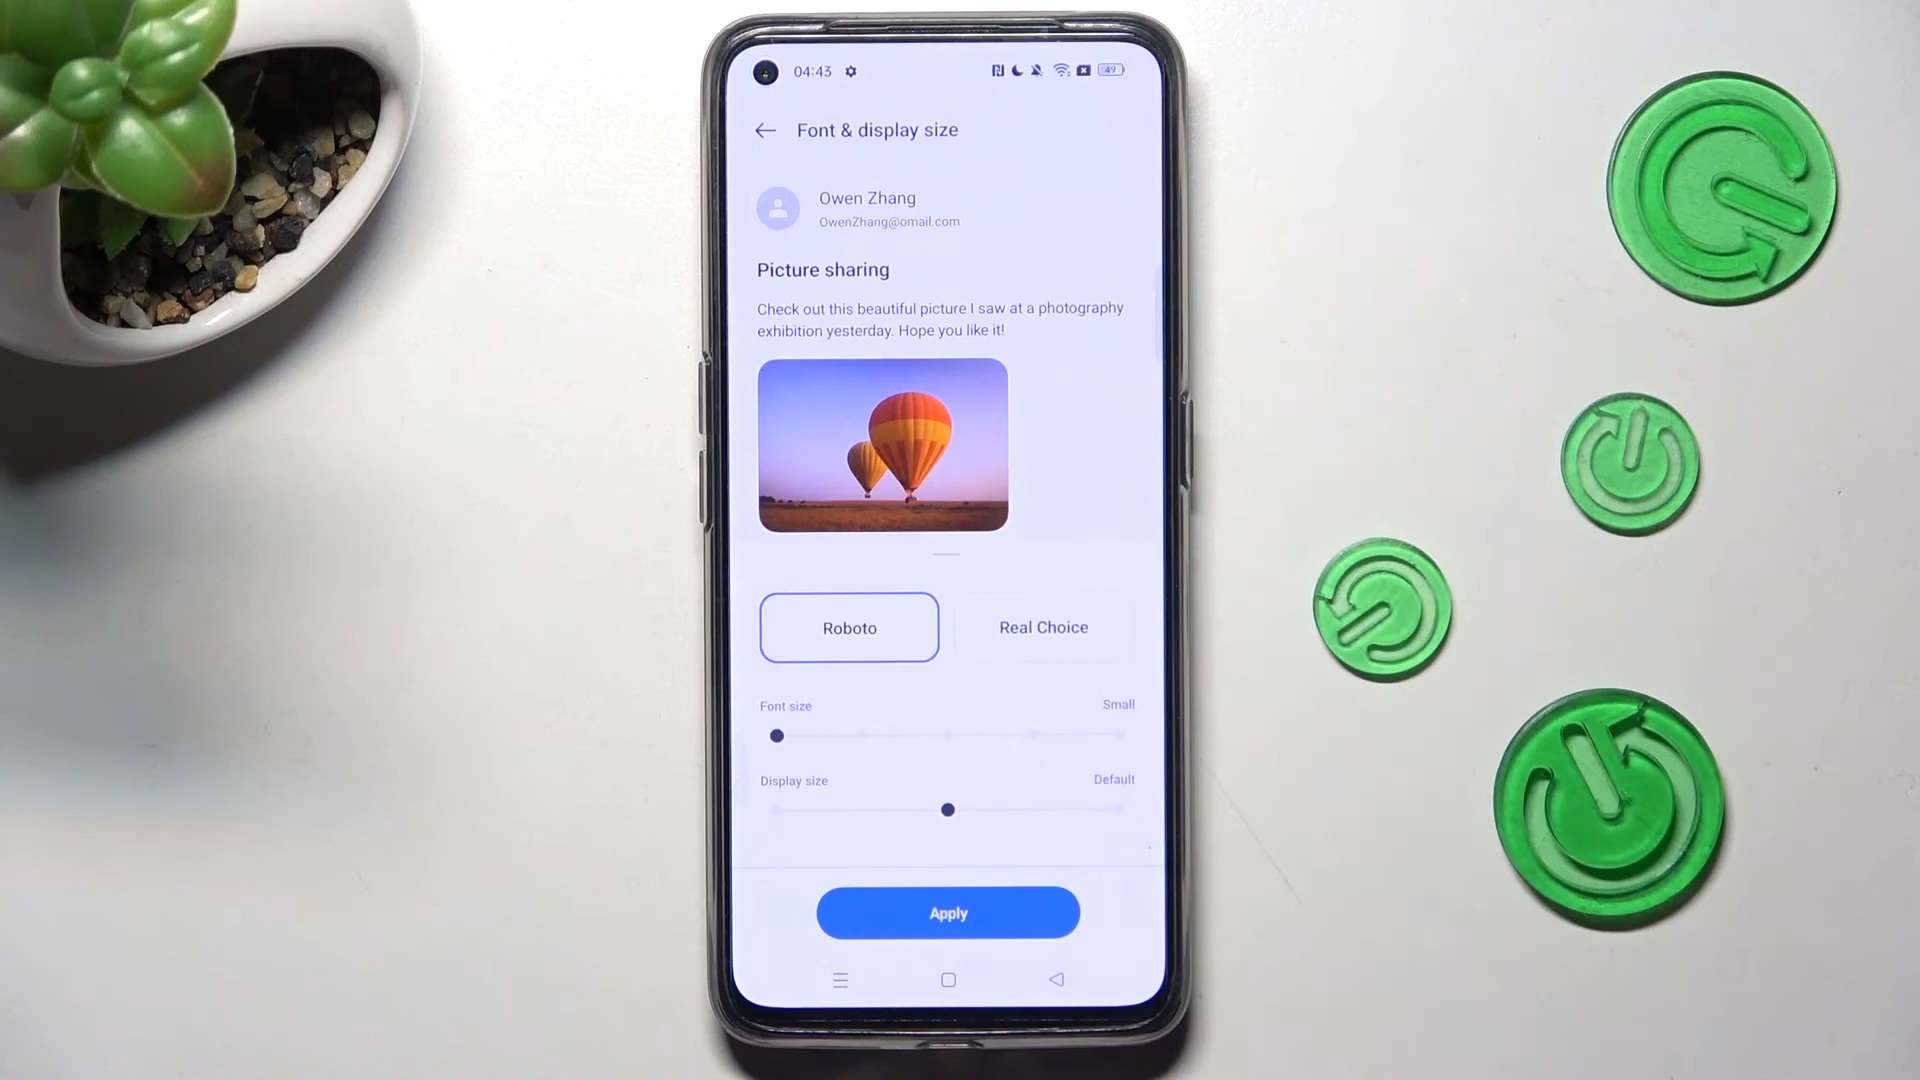 04:43
49
Font & display size
Owen Zhang
OwenZhang@omail.com
Picture sharing
Check out this beautiful picture I saw at a photography
exhibition yesterday. Hope you like it!
Roboto
Real Choice
Font size
Small
Display size
Default
Apply